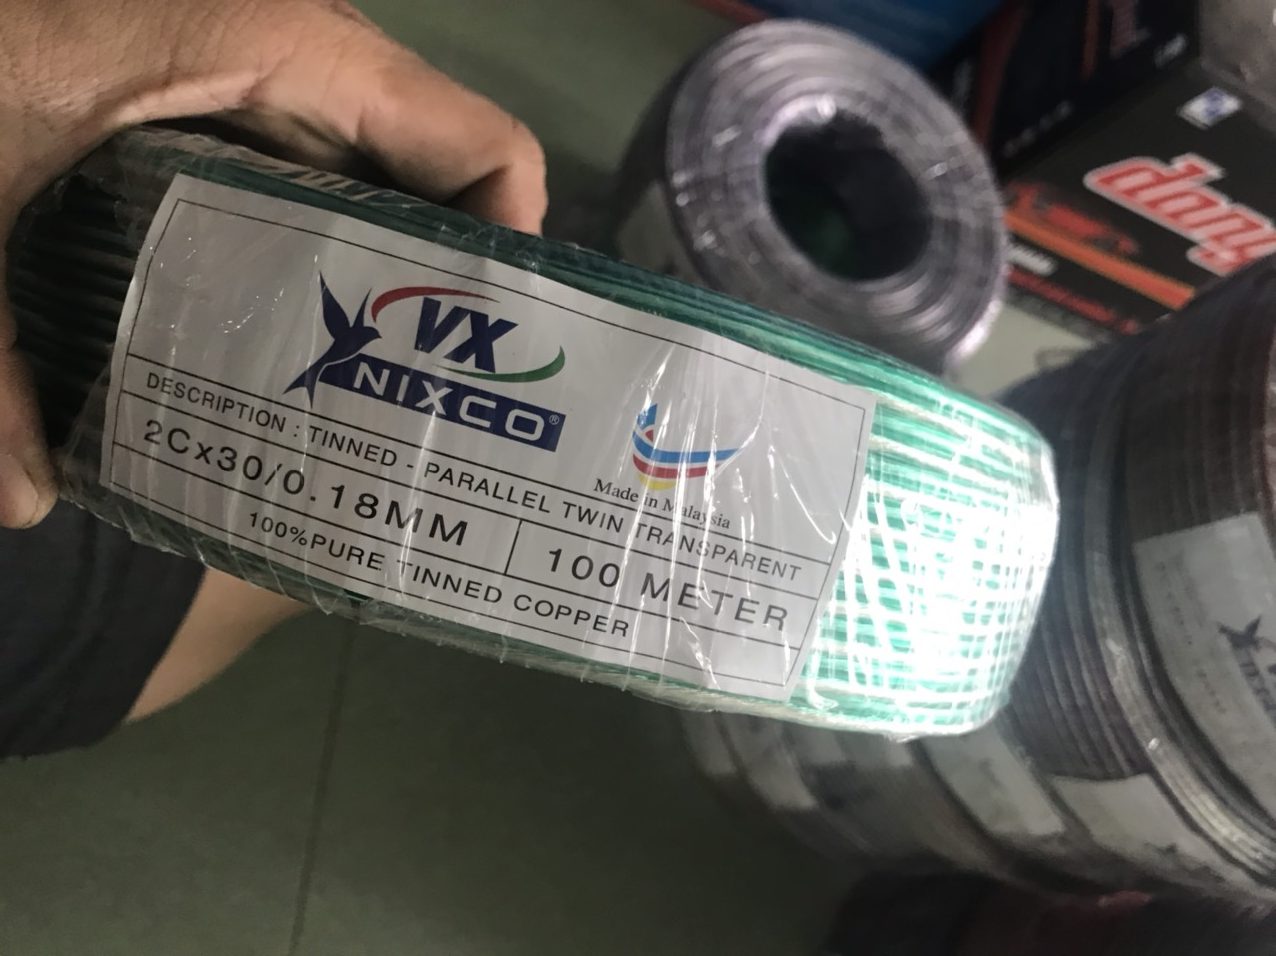 VX
NIXCO®
Made in Malaysia
DESCRIPTION : TINNED - PARALLEL TWIN TRANSPARENT
2Cx30/0.18MM
100 METER
100%PURE TINNED COPPER